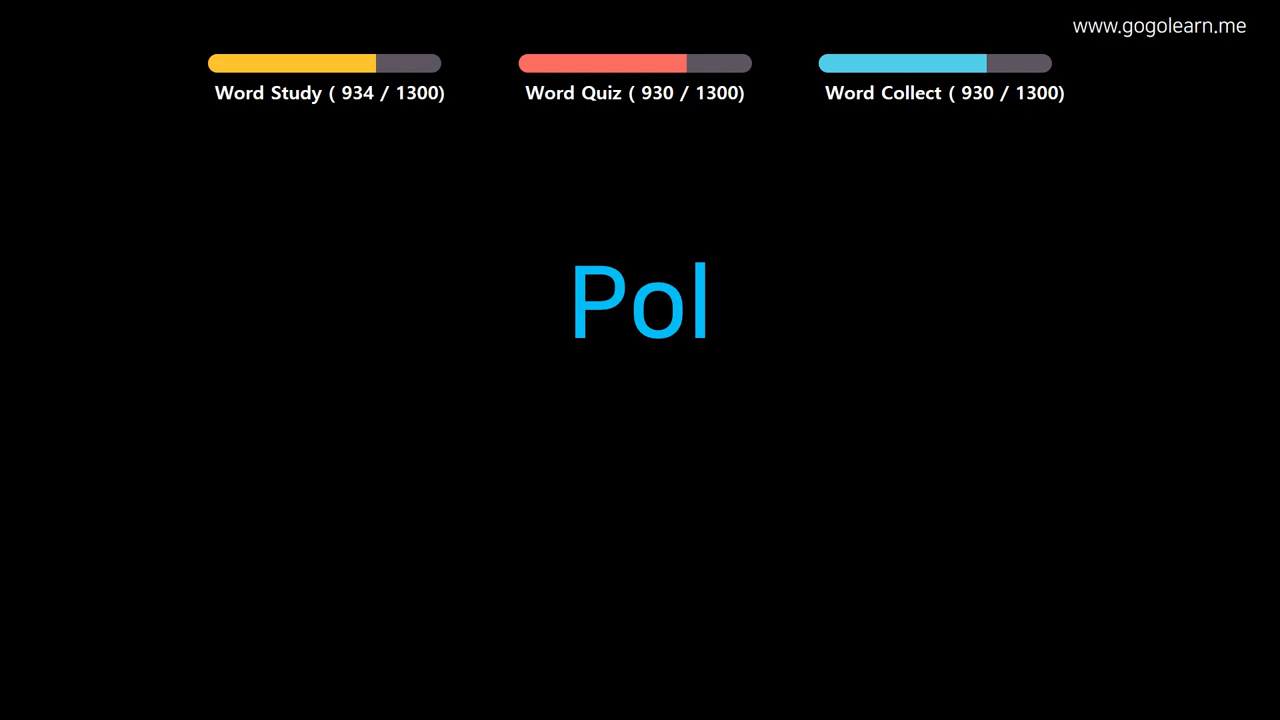 www.gogolearn.me
Word Study ( 934 / 1300)
Word Quiz ( 930 / 1300)
Word Collect ( 930 / 1300)
Pol